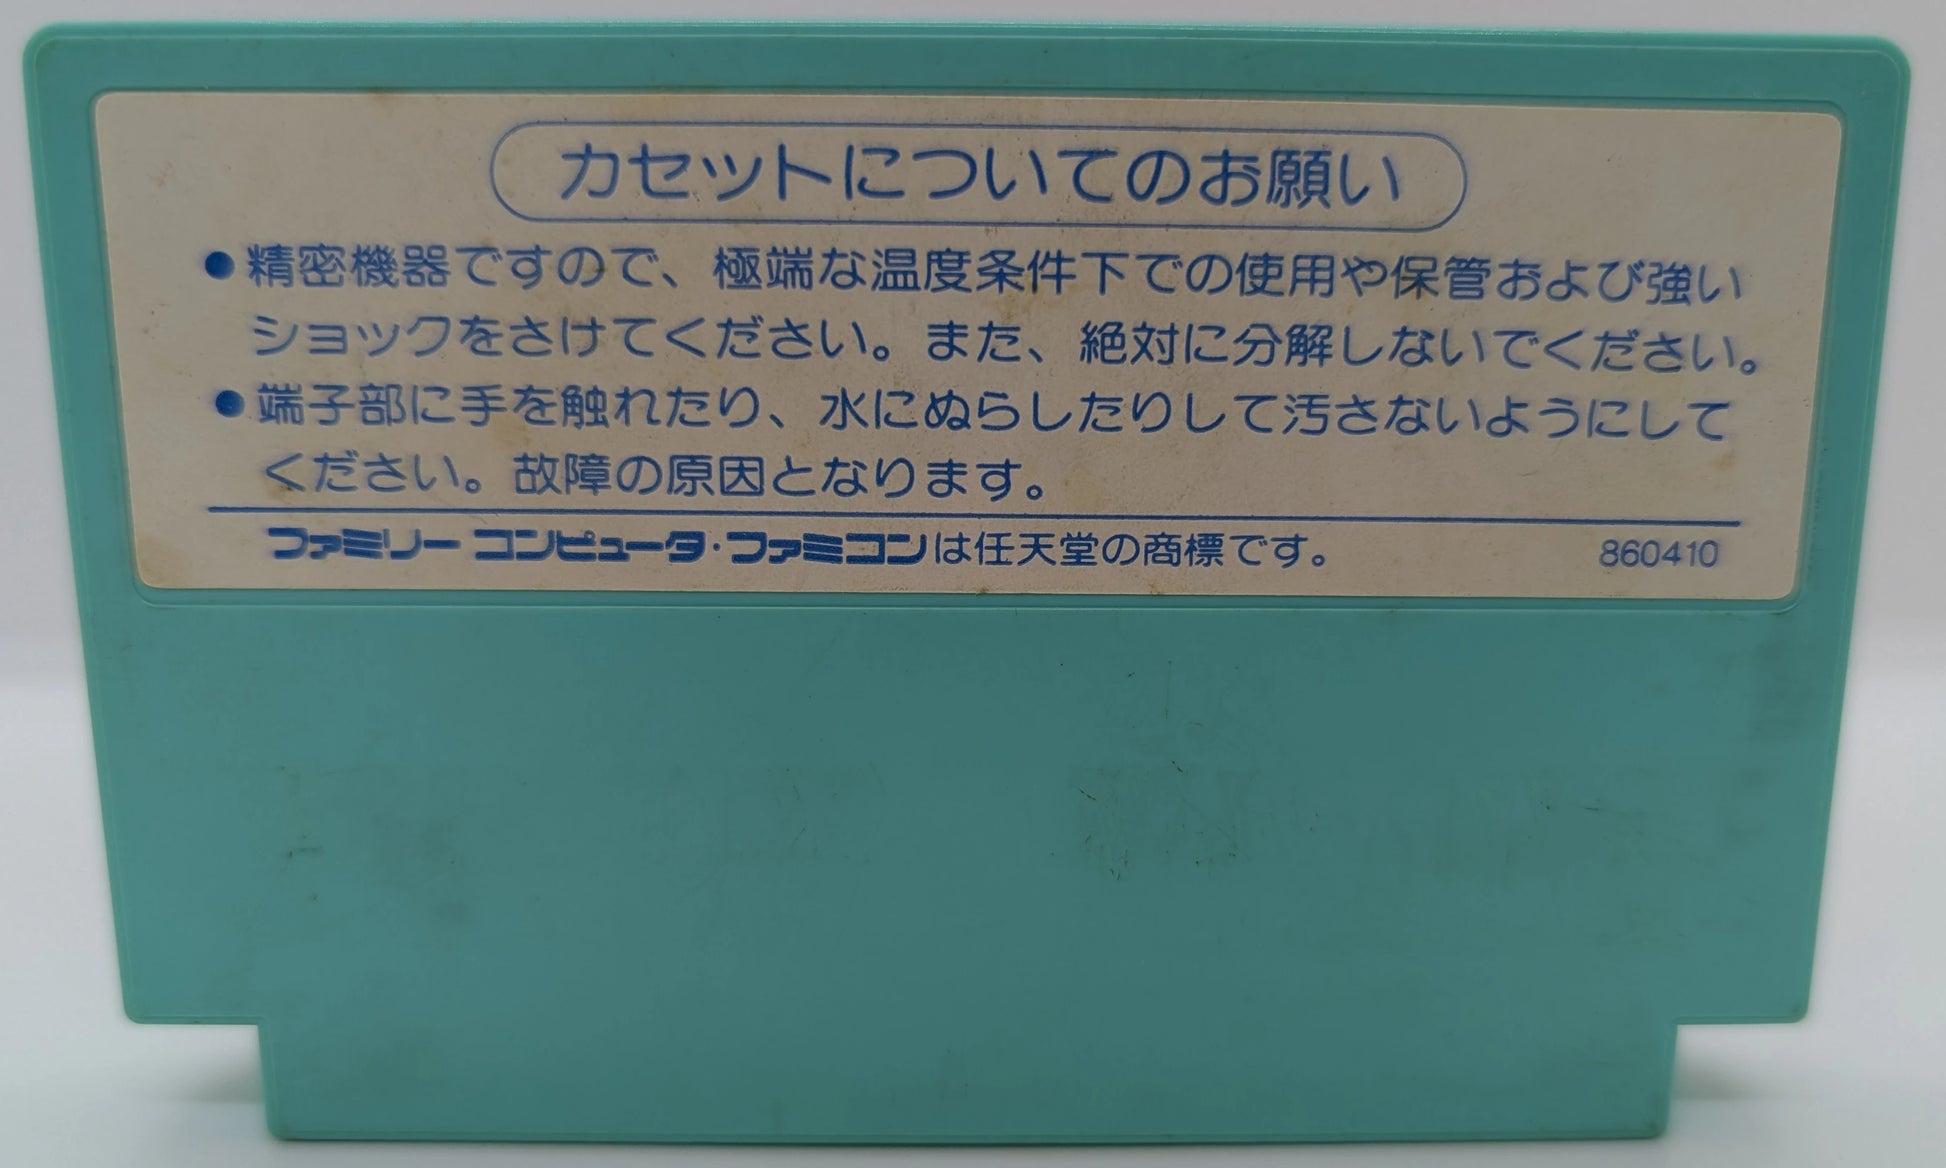 カセットについてのお願い
●精密機器ですので、極端な温度条件下での使用や保管および強い
ショックをさけてください。また、絶対に分解しないでください。
●端子部に手を触れたり、水にぬらしたりして汚さないようにして
ください。故障の原因となります。
ファミリー コンピュータ・ファミコンは任天堂の商標です。 860410